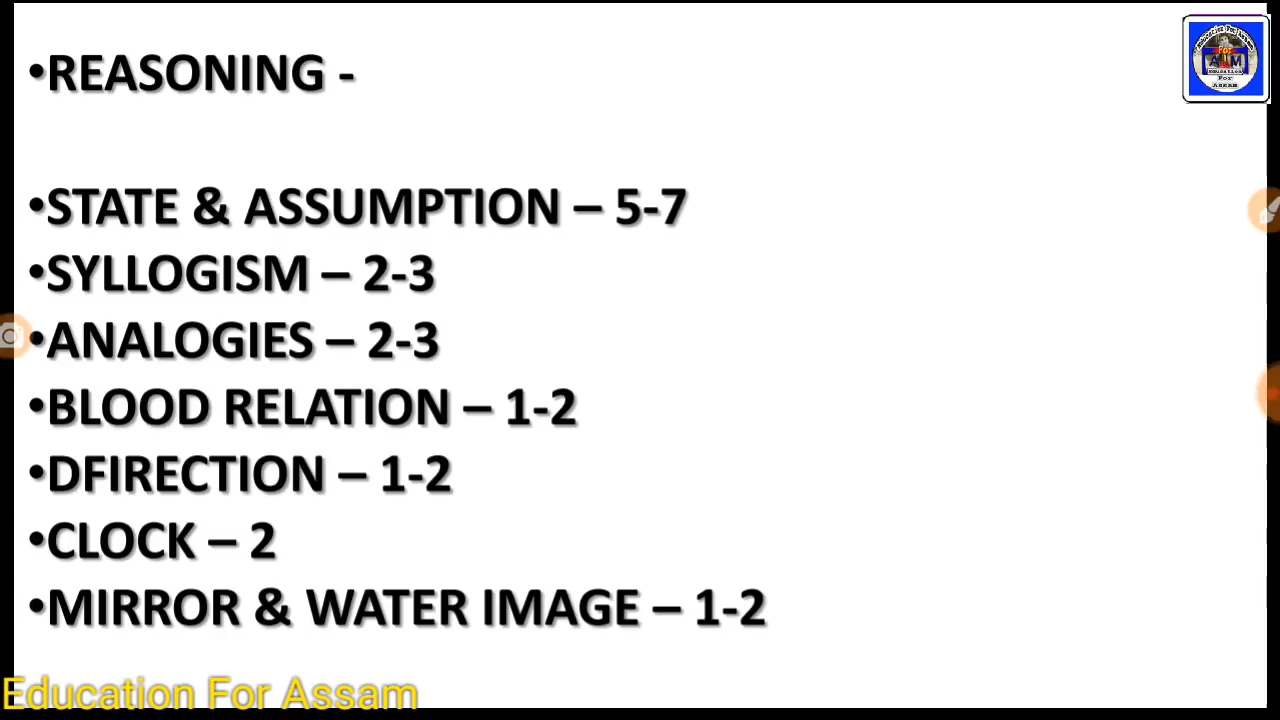 •REASONING -
•STATE & ASSUMPTION – 5-7
•SYLLOGISM – 2-3
•ANALOGIES – 2-3
•BLOOD RELATION – 1-2
•DFIRECTION – 1-2
•CLOCK – 2
•MIRROR & WATER IMAGE – 1-2
Education For Assam